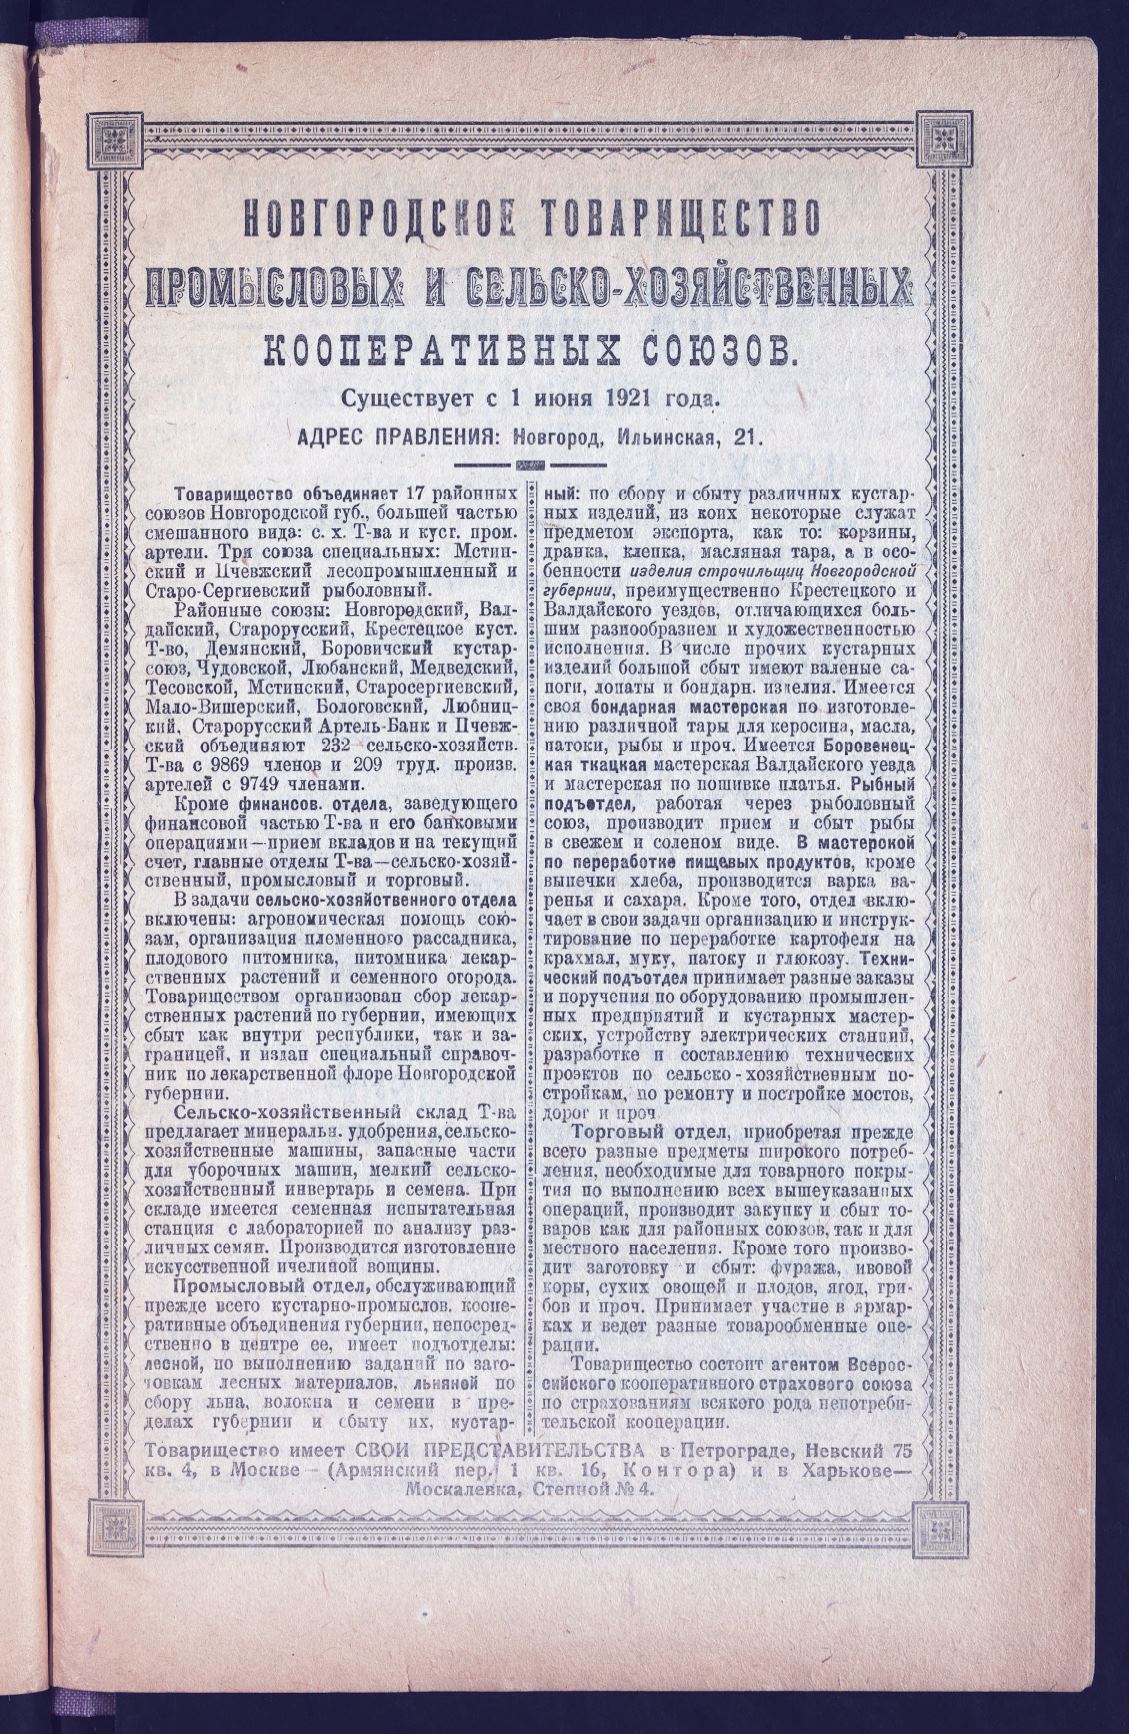 НОВГОРОДСКОЕ ТОВАРИЩЕСТВО
ПРОМЫСЛОВЫХ И СЕЛЬСКО-ХОЗЯЙСТВЕННЫХ
КООПЕРАТИВНЫХ СОЮЗОВ.
Существует с 1 июня 1921 года.
АДРЕС ПРАВЛЕНИЯ: Новгород, Ильинская, 21.
Товарищество объединяет 17 районных
союзов Новгородской губ., большей частью
смешанного вида: с. х. Т-ва и куст. пром.
артели. Три союза специальных: Мстин-
ский и Пчевжский лесопромышленный и
Старо-Сергиевский рыболовный.
Районные союзы: Новгородский, Вал-
дайский, Старорусский, Крестецкое куст.
Т-во, Демянский, Боровичский кустар-
союз, Чудовской, Любанский, Медведский,
Тесовской, Мстинский, Старосергиевский,
Мало-Вишерский, Бологовский, Любниц-
кий, Старорусский Артель-Банк и Пчевж-
ский объединяют 232 сельско-хозяйств.
Т-ва с 9869 членов и 209 труд. произв.
артелей с 9749 членами.
Кроме финансов. отдела, заведующего
финансовой частью Т-ва и его банковыми
операциями—прием вкладов и на текущий
счет, главные отделы Т-ва—сельско-хозяй-
ственный, промысловый и торговый.
В задачи сельско-хозяйственного отдела
включены: агрономическая помощь сою-
зам, организация племенного рассадника,
плодового питомника, питомника лекар-
ственных растений и семенного огорода.
Товариществом организован сбор лекар-
ственных растений по губернии, имеющих
сбыт как внутри республики, так и за-
границей, и издан специальный справоч-
ник по лекарственной флоре Новгородской
губернии.
Сельско-хозяйственный склад Т-ва
предлагает минеральн. удобрения, сельско-
хозяйственные машины, запасные части
для уборочных машин, мелкий сельско-
хозяйственный инвертарь и семена. При
складе имеется семенная испытательная
станция с лабораторией по анализу раз-
личных семян. Производится изготовление
искусственной пчелиной вощины.
Промысловый отдел, обслуживающий
прежде всего кустарно-промыслов. коопе-
ративные объединения губернии, непосред-
ственно в центре ее, имеет подъотделы:
лесной, по выполнению заданий по заго-
товкам лесных материалов, льняной по
сбору льна, волокна и семени в пре-
делах губернии и сбыту их, кустар-
ный: по сбору и сбыту различных кустар-
ных изделий, из коих некоторые служат
предметом экспорта, как то: корзины,
дранка, клепка, масляная тара, а в осо-
бенности изделия строчильщиц Новгородской
губернии, преимущественно Крестецкого и
Валдайского уездов, отличающихся боль-
шим разнообразием и художественностью
исполнения. В числе прочих кустарных
изделий большой сбыт имеют валеные са-
поги, лопаты и бондарн. изделия. Имеется
своя бондарная мастерская по изготовле-
нию различной тары для керосина, масла,
патоки, рыбы и проч. Имеется Боровенец-
кая ткацкая мастерская Валдайского уезда
и мастерская по пошивке платья. Рыбный
подъотдел, работая через рыболовный
союз, производит прием и сбыт рыбы
в свежем и соленом виде. В мастерской
по переработке пищевых продуктов, кроме
выпечки хлеба, производится варка ва-
ренья и сахара. Кроме того, отдел вклю-
чает в свои задачи организацию и инструк-
тирование по переработке картофеля на
крахмал, муку, патоку и глюкозу. Техни-
ческий подъотдел принимает разные заказы
и поручения по оборудованию промышлен-
ных предприятий и кустарных мастер-
ских, устройству электрических станций,
разработке и составлению технических
проэктов по сельско-хозяйственным по-
стройкам, по ремонту и постройке мостов,
дорог и проч
Торговый отдел, приобретая прежде
всего разные предметы широкого потреб-
ления, необходимые для товарного покры-
тия по выполнению всех вышеуказанных
операций, производит закупку и сбыт то-
варов как для районных союзов, так и для
местного населения. Кроме того произво-
дит заготовку и сбыт: фуража, ивовой
коры, сухих овощей и плодов, ягод, гри-
бов и проч. Принимает участие в ярмар-
ках и ведет разные товарообменные опе-
рации.
Товарищество состоит агентом Всерос-
сийского кооперативного страхового союза
по страхованиям всякого рода непотреби-
тельской кооперации.
Товарищество имеет СВОИ ПРЕДСТАВИТЕЛЬСТВА в Петрограде, Невский 75
кв. 4, в Москве—(Армянский пер. 1 кв. 16, Контора) и в Харькове—
Москалевка, Степной № 4.